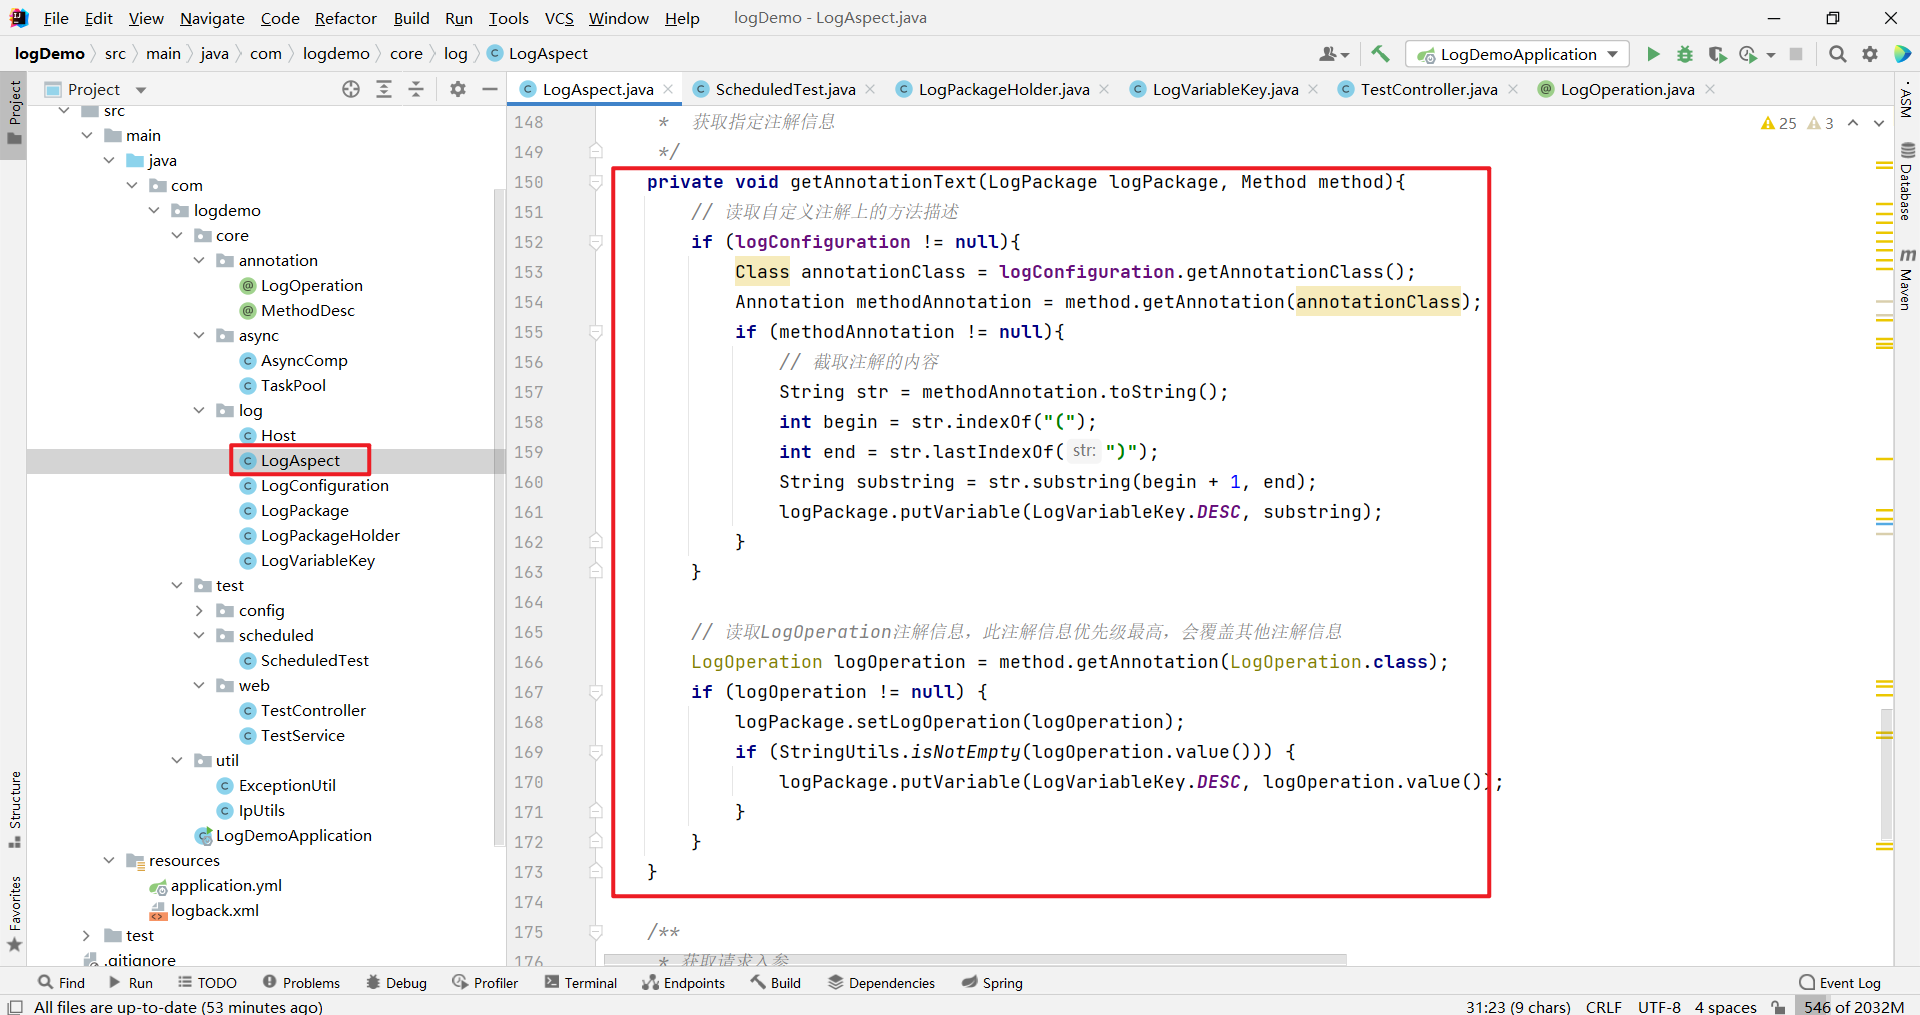 File Edit View Navigate Code Refactor Build Run Tools VCS Window Help logDemo - LogAspect.java
logDemo src main java com logdemo core log LogAspect LogDemoApplication
Project
LogAspect.java ScheduledTest.java LogPackageHolder.java LogVariableKey.java TestController.java LogOperation.java
Project
Structure
Favorites
src
main
java
com
logdemo
core
annotation
LogOperation
MethodDesc
async
AsyncComp
TaskPool
log
Host
LogAspect
LogConfiguration
LogPackage
LogPackageHolder
LogVariableKey
test
config
scheduled
ScheduledTest
web
TestController
TestService
util
ExceptionUtil
IpUtils
LogDemoApplication
resources
application.yml
logback.xml
test
.gitignore
25 3
148 * 获取指定注解信息
149 */
150 private void getAnnotationText(LogPackage logPackage, Method method){
151 // 读取自定义注解上的方法描述
152 if (logConfiguration != null){
153 Class annotationClass = logConfiguration.getAnnotationClass();
154 Annotation methodAnnotation = method.getAnnotation(annotationClass);
155 if (methodAnnotation != null){
156 // 截取注解的内容
157 String str = methodAnnotation.toString();
158 int begin = str.indexOf("(");
159 int end = str.lastIndexOf( str: ")");
160 String substring = str.substring(begin + 1, end);
161 logPackage.putVariable(LogVariableKey.DESC, substring);
162 }
163 }
164
165 // 读取LogOperation注解信息，此注解信息优先级最高，会覆盖其他注解信息
166 LogOperation logOperation = method.getAnnotation(LogOperation.class);
167 if (logOperation != null) {
168 logPackage.setLogOperation(logOperation);
169 if (StringUtils.isNotEmpty(logOperation.value())) {
170 logPackage.putVariable(LogVariableKey.DESC, logOperation.value());
171 }
172 }
173 }
174
175 /**
176 * 获取请求入参
ASM
Database
m Maven
Find Run TODO Problems Debug Profiler Terminal Endpoints Build Dependencies Spring Event Log
All files are up-to-date (53 minutes ago) 31:23 (9 chars) CRLF UTF-8 4 spaces 546 of 2032M